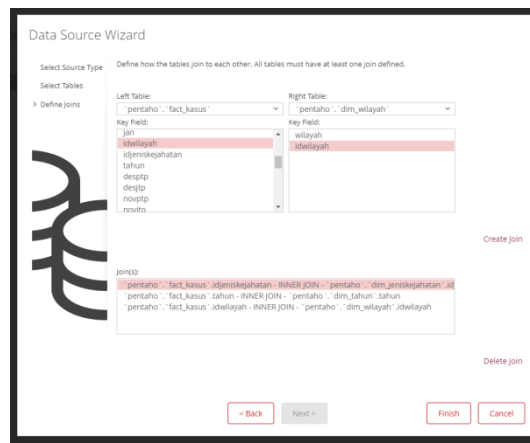 Data Source Wizard
Select Source Type
Select Tables
> Define Joins
Define how the tables join to each other. All tables must have at least one join defined.
Left Table:
`pentaho`.`fact_kasus`
Key Field:
jan
idwilayah
idjeniskejahatan
tahun
desptp
desjtp
novptp
novjtp
Right Table:
`pentaho`.`dim_wilayah`
Key Field:
wilayah
idwilayah
Create Join
Join(s):
`pentaho`.`fact_kasus`.idjeniskejahatan - INNER JOIN - `pentaho`.`dim_jeniskejahatan`.id
`pentaho`.`fact_kasus`.tahun - INNER JOIN - `pentaho`.`dim_tahun`.tahun
`pentaho`.`fact_kasus`.idwilayah - INNER JOIN - `pentaho`.`dim_wilayah`.idwilayah
Delete Join
< Back
Next >
Finish
Cancel